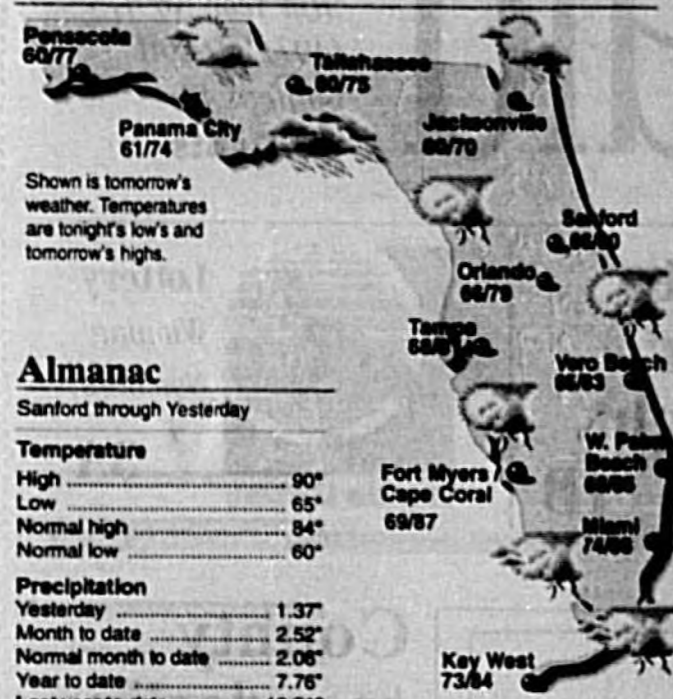 Pensacola
60/77
Tallahassee
60/75
Panama City
61/74
Jacksonville
60/70
Shown is tomorrow's
weather. Temperatures
are tonight's low's and
tomorrow's highs.
Sanford
Orlando
66/79
Tampa
Vero Beach
W. Palm
Beach
Fort Myers/
Cape Coral
69/87
Miami
Key West
73/84
Almanac
Sanford through Yesterday
Temperature
High ........ 90°
Low ........ 65°
Normal high ........ 84°
Normal low ........ 60°
Precipitation
Yesterday ........ 1.37"
Month to date ........ 2.52"
Normal month to date ........ 2.06"
Year to date ........ 7.76"